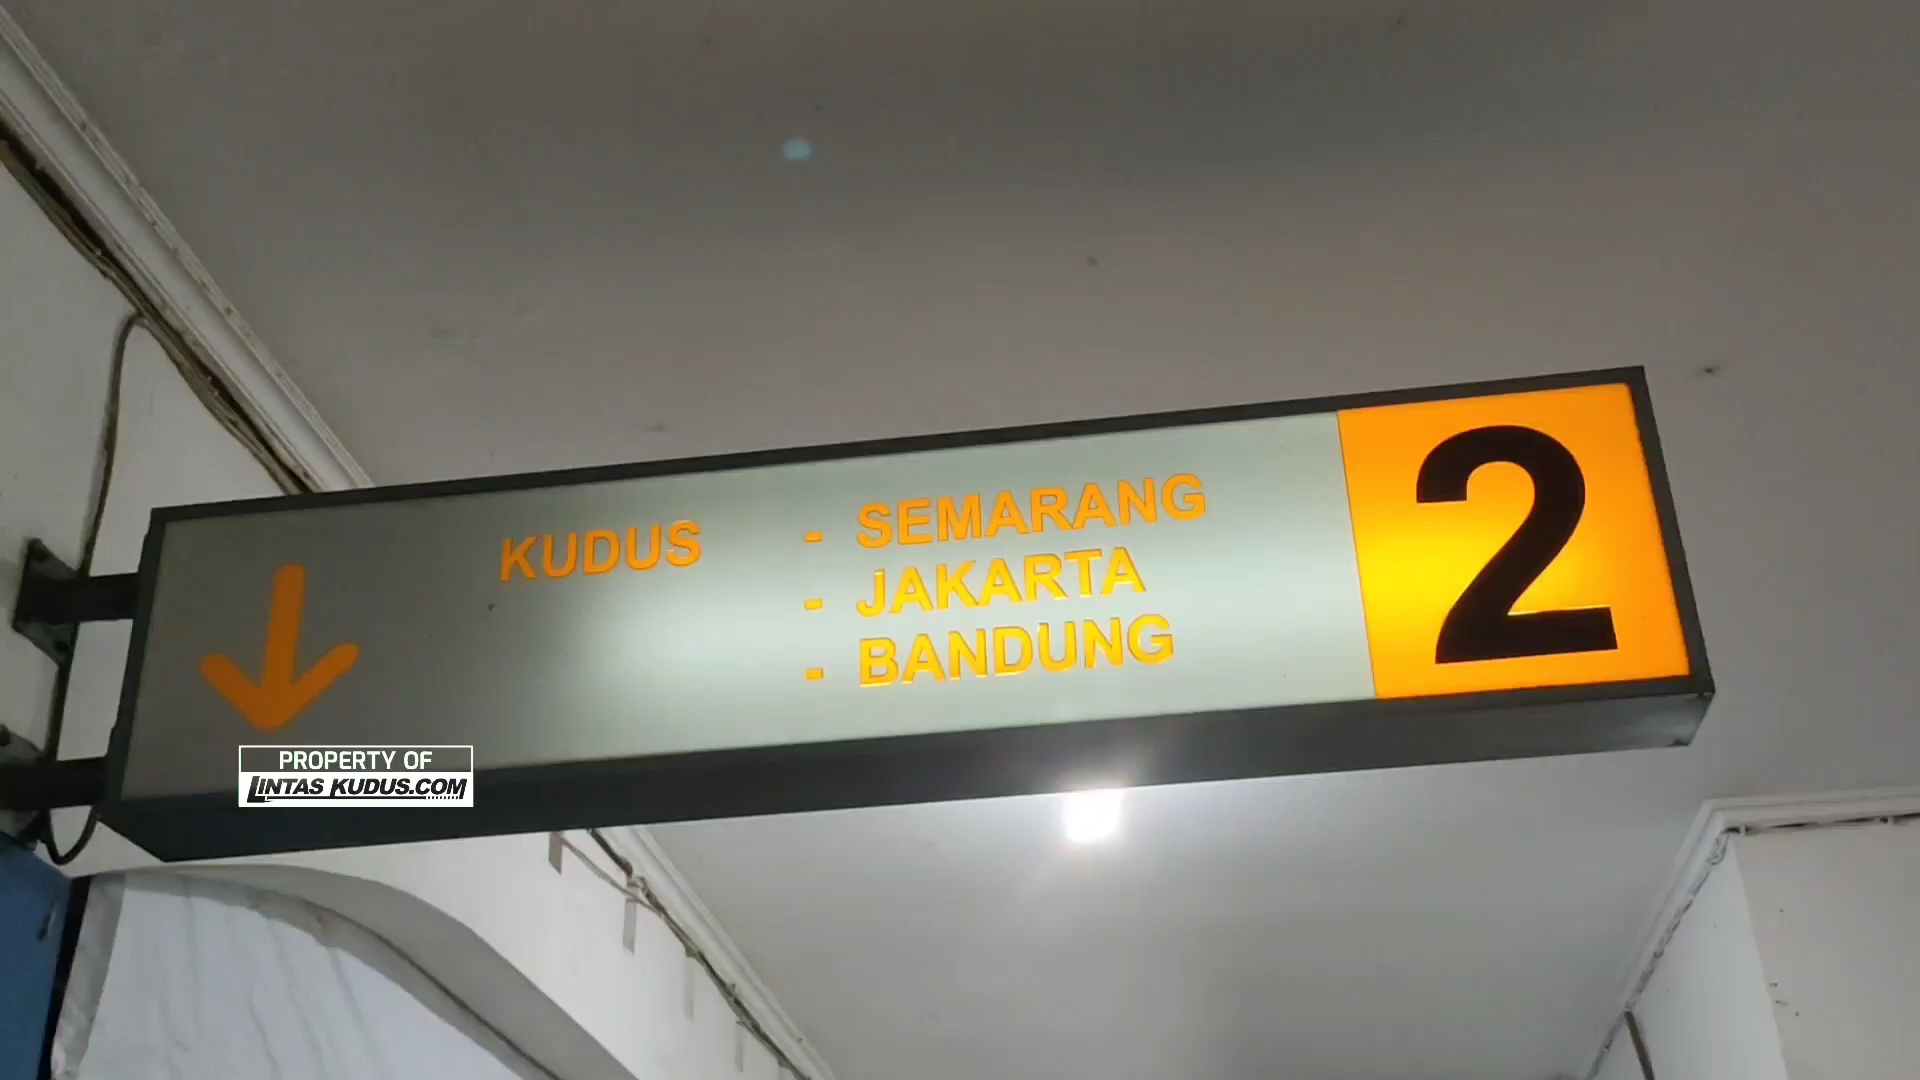 KUDUS - SEMARANG
- JAKARTA
- BANDUNG
2
PROPERTY OF
LINTAS KUDUS.COM